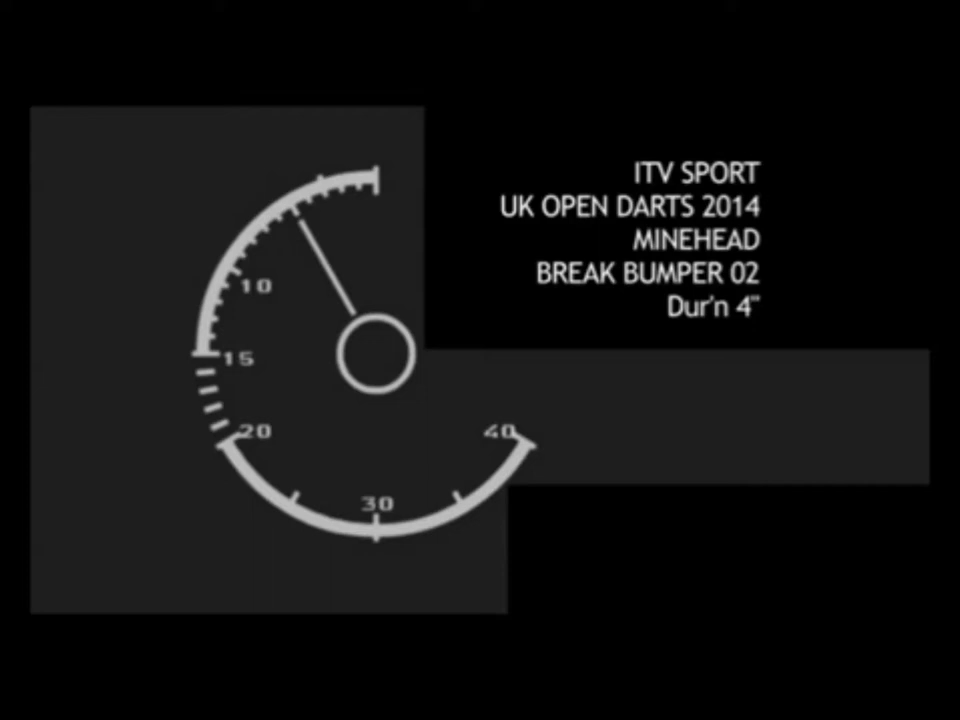 ITV SPORT
UK OPEN DARTS 2014
MINEHEAD
BREAK BUMPER 02
Dur'n 4"
10
15
20
40
30